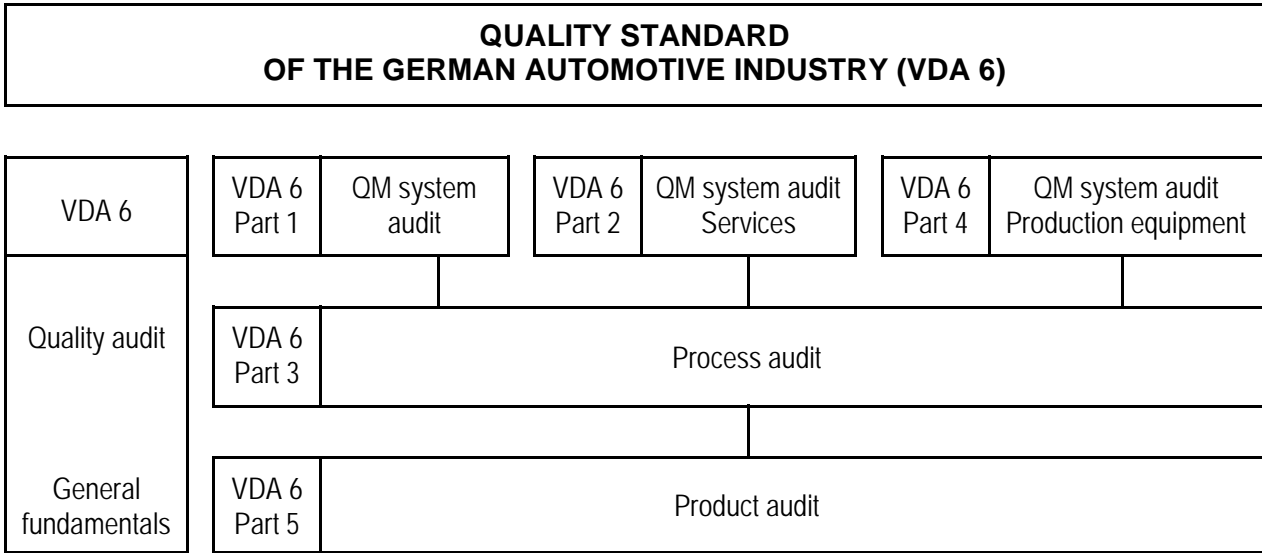 QUALITY STANDARD
OF THE GERMAN AUTOMOTIVE INDUSTRY (VDA 6)
VDA 6
VDA 6
Part 1
QM system
audit
VDA 6
Part 2
QM system audit
Services
VDA 6
Part 4
QM system audit
Production equipment
Quality audit
VDA 6
Part 3
Process audit
General
fundamentals
VDA 6
Part 5
Product audit